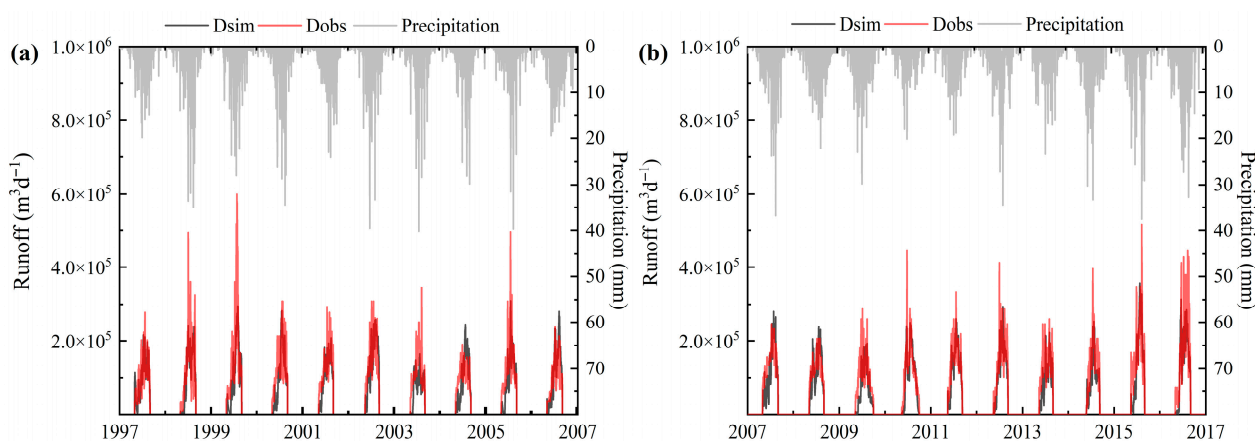 Dsim Dobs Precipitation
(a)
1.0×10⁶
8.0×10⁵
6.0×10⁵
4.0×10⁵
2.0×10⁵
Runoff (m³d⁻¹)
0
10
20
30
40
50
60
70
Precipitation (mm)
1997 1999 2001 2003 2005 2007
Dsim Dobs Precipitation
(b)
1.0×10⁶
8.0×10⁵
6.0×10⁵
4.0×10⁵
2.0×10⁵
Runoff (m³d⁻¹)
0
10
20
30
40
50
60
70
Precipitation (mm)
2007 2009 2011 2013 2015 2017